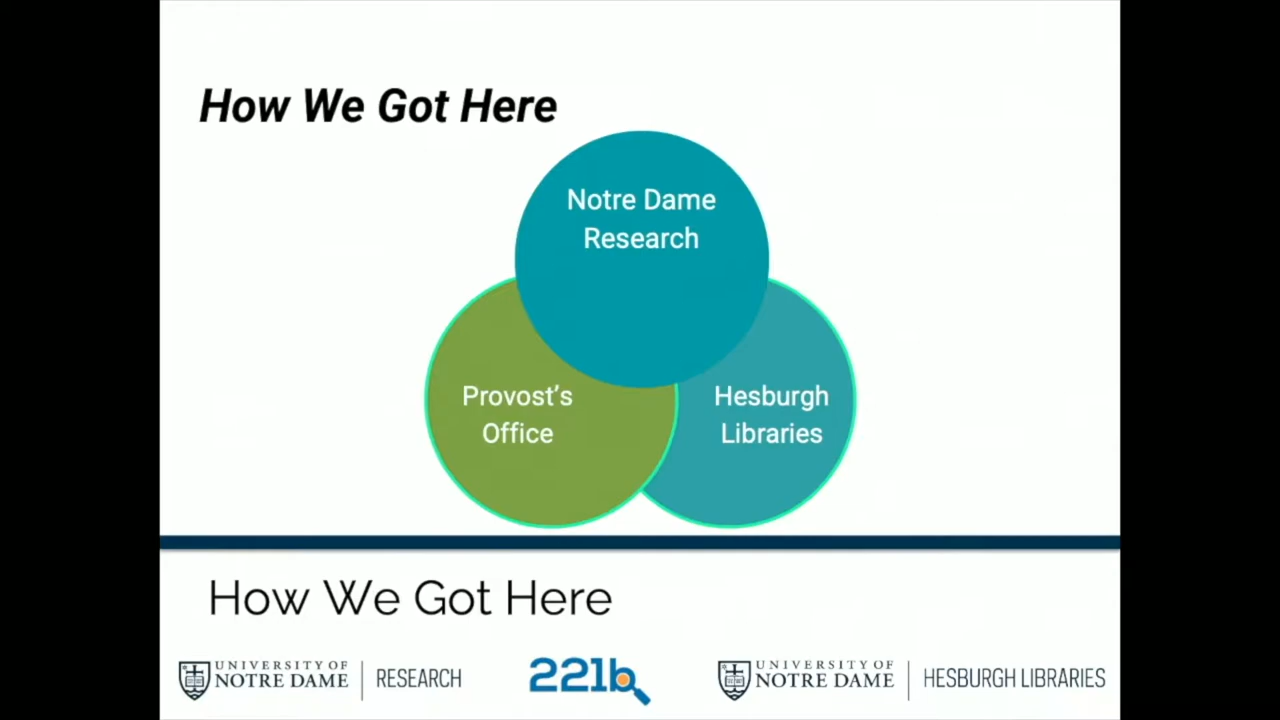 How We Got Here
Notre Dame
Research
Provost’s
Office
Hesburgh
Libraries
How We Got Here
UNIVERSITY OF
NOTRE DAME
RESEARCH
221b
UNIVERSITY OF
NOTRE DAME
HESBURGH LIBRARIES